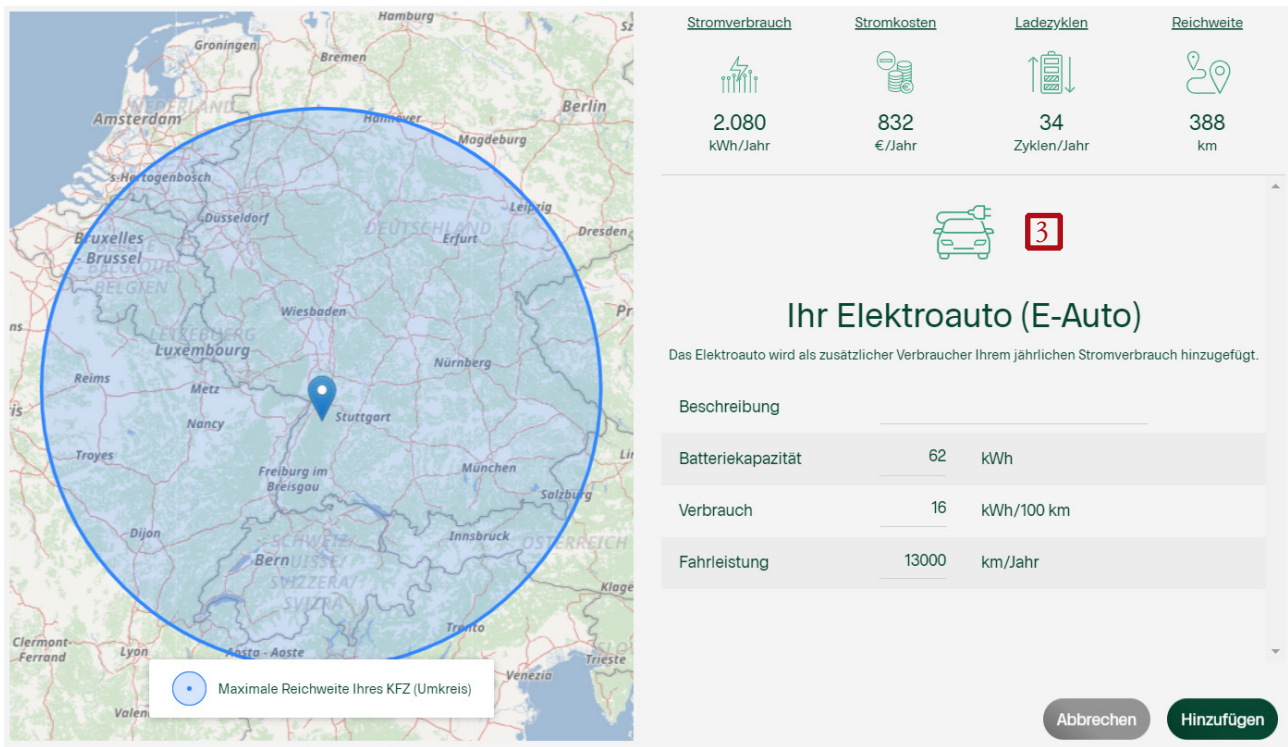 Hamburg
Groningen
Bremen
NEDERLAND
Amsterdam
Hannover
Berlin
Magdeburg
's-Hertogenbosch
Düsseldorf
Leipzig
DEUTSCHLAND
Erfurt
Dresden
Bruxelles
- Brussel
BELGIË -
- BELGIQUE
BELGIEN
Wiesbaden
LËTZEBUERG
Luxembourg
Nürnberg
Reims
Metz
Nancy
Stuttgart
Troyes
Freiburg im
Breisgau
München
Salzburg
Dijon
Innsbruck
ÖSTERREICH
SCHWEIZ/
Bern
UISSE/
SVIZZERA/
SVIZRA
Klage
Trento
Clermont-
Ferrand
Lyon
Aosta - Aoste
Trieste
Venezia
Valen
Maximale Reichweite Ihres KFZ (Umkreis)
Stromverbrauch Stromkosten Ladezyklen Reichweite
2.080 832 34 388
kWh/Jahr €/Jahr Zyklen/Jahr km
3
Ihr Elektroauto (E-Auto)
Das Elektroauto wird als zusätzlicher Verbraucher Ihrem jährlichen Stromverbrauch hinzugefügt.
Beschreibung
Batteriekapazität 62 kWh
Verbrauch 16 kWh/100 km
Fahrleistung 13000 km/Jahr
Abbrechen Hinzufügen